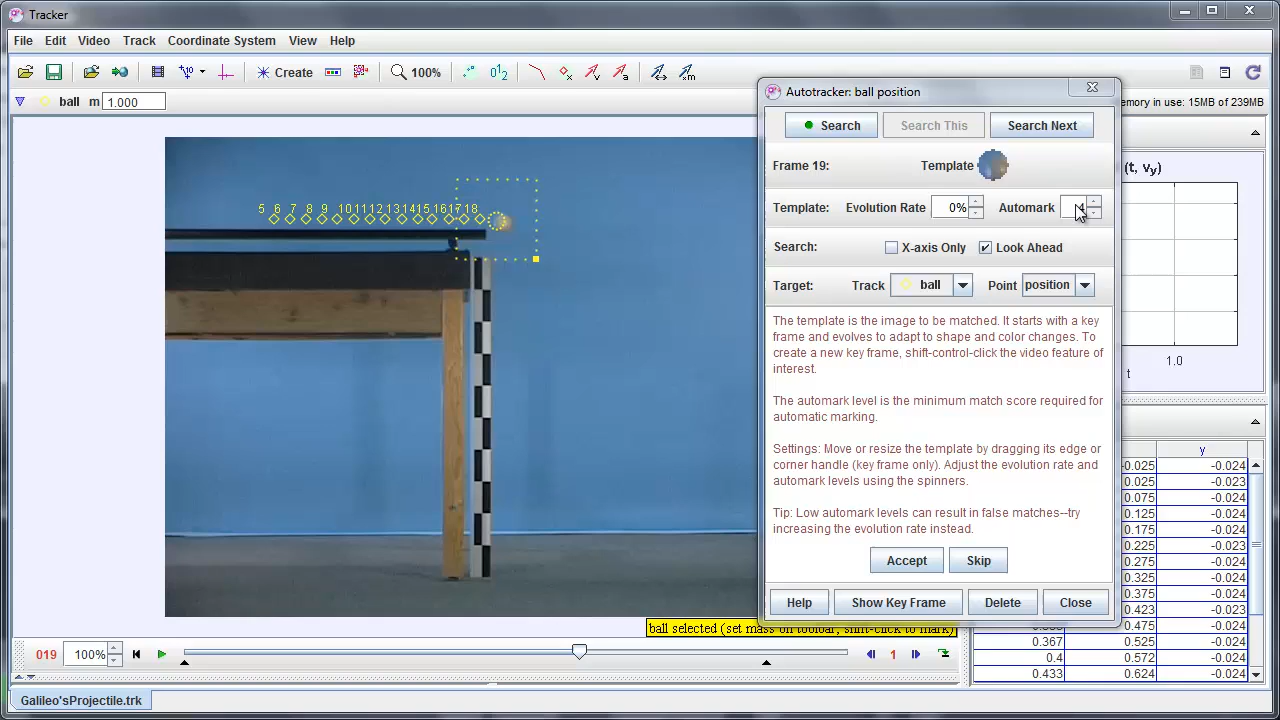 Tracker
File Edit Video Track Coordinate System View Help
Create 100%
ball m 1.000
emory in use: 15MB of 239MB
Autotracker: ball position
Search Search This Search Next
Frame 19: Template
Template: Evolution Rate 0% Automark 4
Search: X-axis Only Look Ahead
Target: Track ball Point position
The template is the image to be matched. It starts with a key
frame and evolves to adapt to shape and color changes. To
create a new key frame, shift-control-click the video feature of
interest.
The automark level is the minimum match score required for
automatic marking.
Settings: Move or resize the template by dragging its edge or
corner handle (key frame only). Adjust the evolution rate and
automark levels using the spinners.
Tip: Low automark levels can result in false matches--try
increasing the evolution rate instead.
Accept Skip
Help Show Key Frame Delete Close
5 6 7 8 9 10 11 12 13 14 15 16 17 18
(t, vy)
1.0
t
y
-0.025 -0.024
0.025 -0.023
0.075 -0.024
0.125 -0.024
0.175 -0.024
0.225 -0.023
0.275 -0.024
0.325 -0.024
0.375 -0.024
0.423 -0.024
0.475 -0.024
0.367 0.525 -0.024
0.4 0.572 -0.024
0.433 0.624 -0.024
ball selected (set mass on toolbar, shift-click to mark)
019 100% 1
Galileo'sProjectile.trk